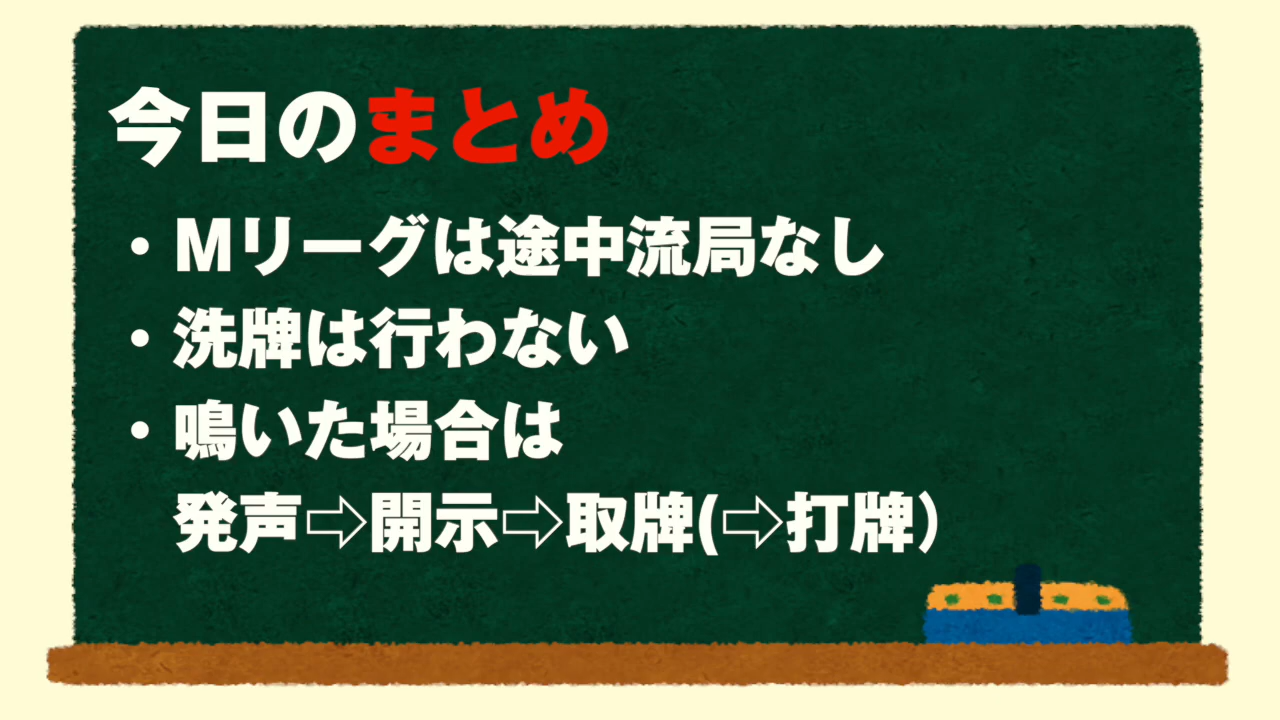 今日のまとめ
・Mリーグは途中流局なし
・洗牌は行わない
・鳴いた場合は
発声⇨開示⇨取牌(⇨打牌）